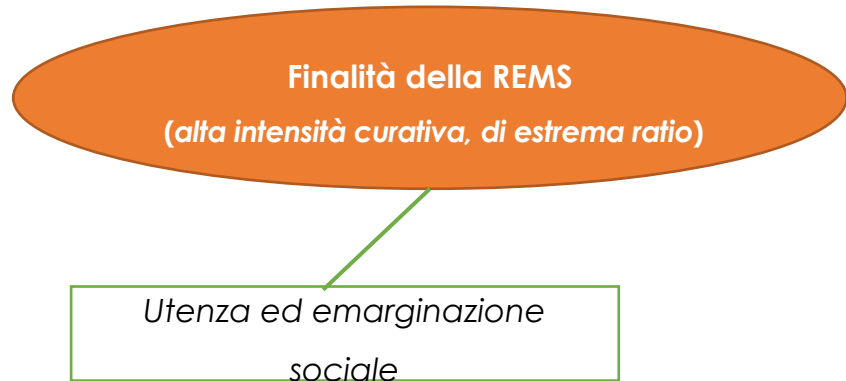 Finalità della REMS
(alta intensità curativa, di estrema ratio)
Utenza ed emarginazione
sociale